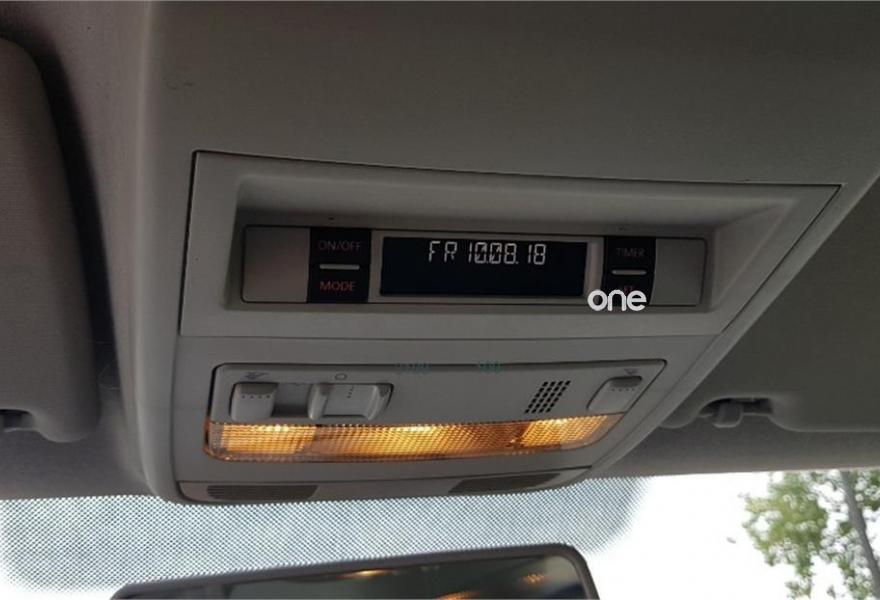 ON/OFF
MODE
FR 10.08.18
TIMER
one